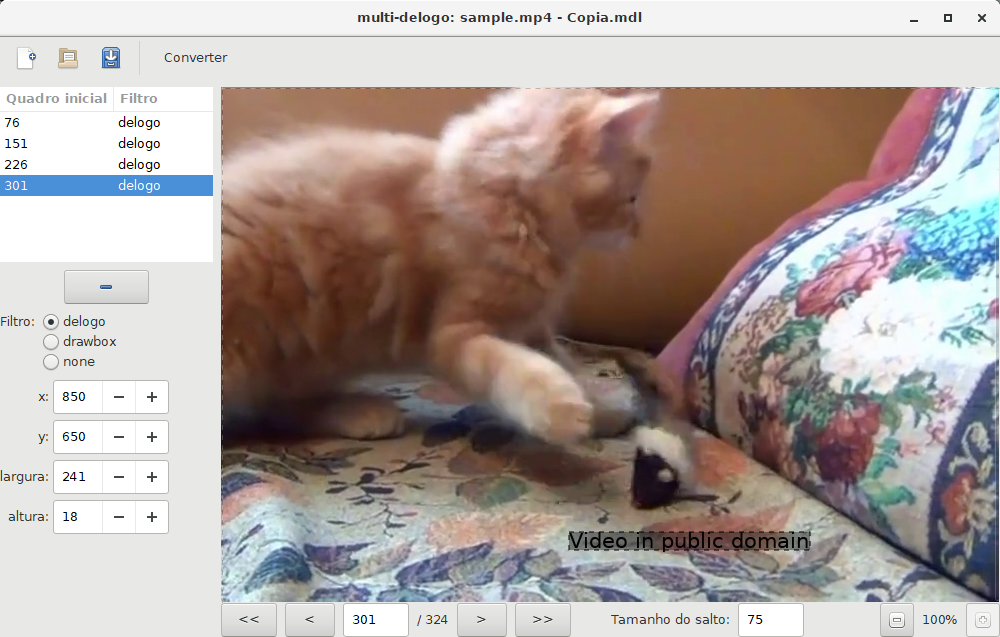 multi-delogo: sample.mp4 - Copia.mdl
Converter
Quadro inicial Filtro
76 delogo
151 delogo
226 delogo
301 delogo
Filtro: delogo
drawbox
none
x: 850
y: 650
largura: 241
altura: 18
Video in public domain
<< < 301 / 324 > >> Tamanho do salto: 75 100%